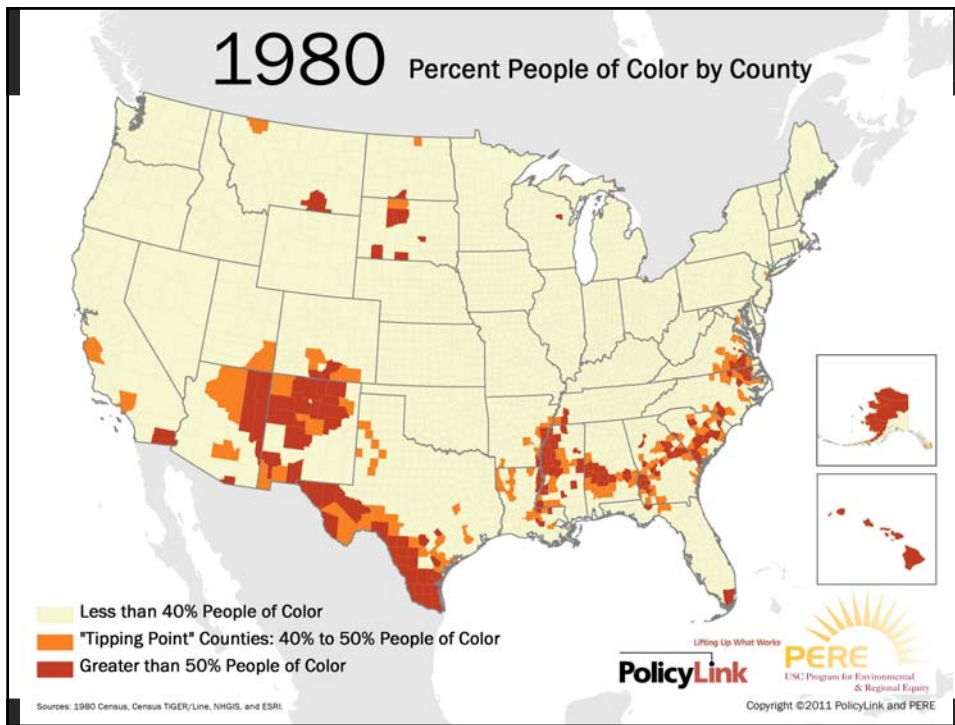 1980 Percent People of Color by County
Less than 40% People of Color
"Tipping Point" Counties: 40% to 50% People of Color
Greater than 50% People of Color
Lifting Up What Works
PolicyLink
PERE
USC Program for Environmental
& Regional Equity
Sources: 1980 Census, Census TIGER/Line, NHGIS, and ESRI.
Copyright ©2011 PolicyLink and PERE